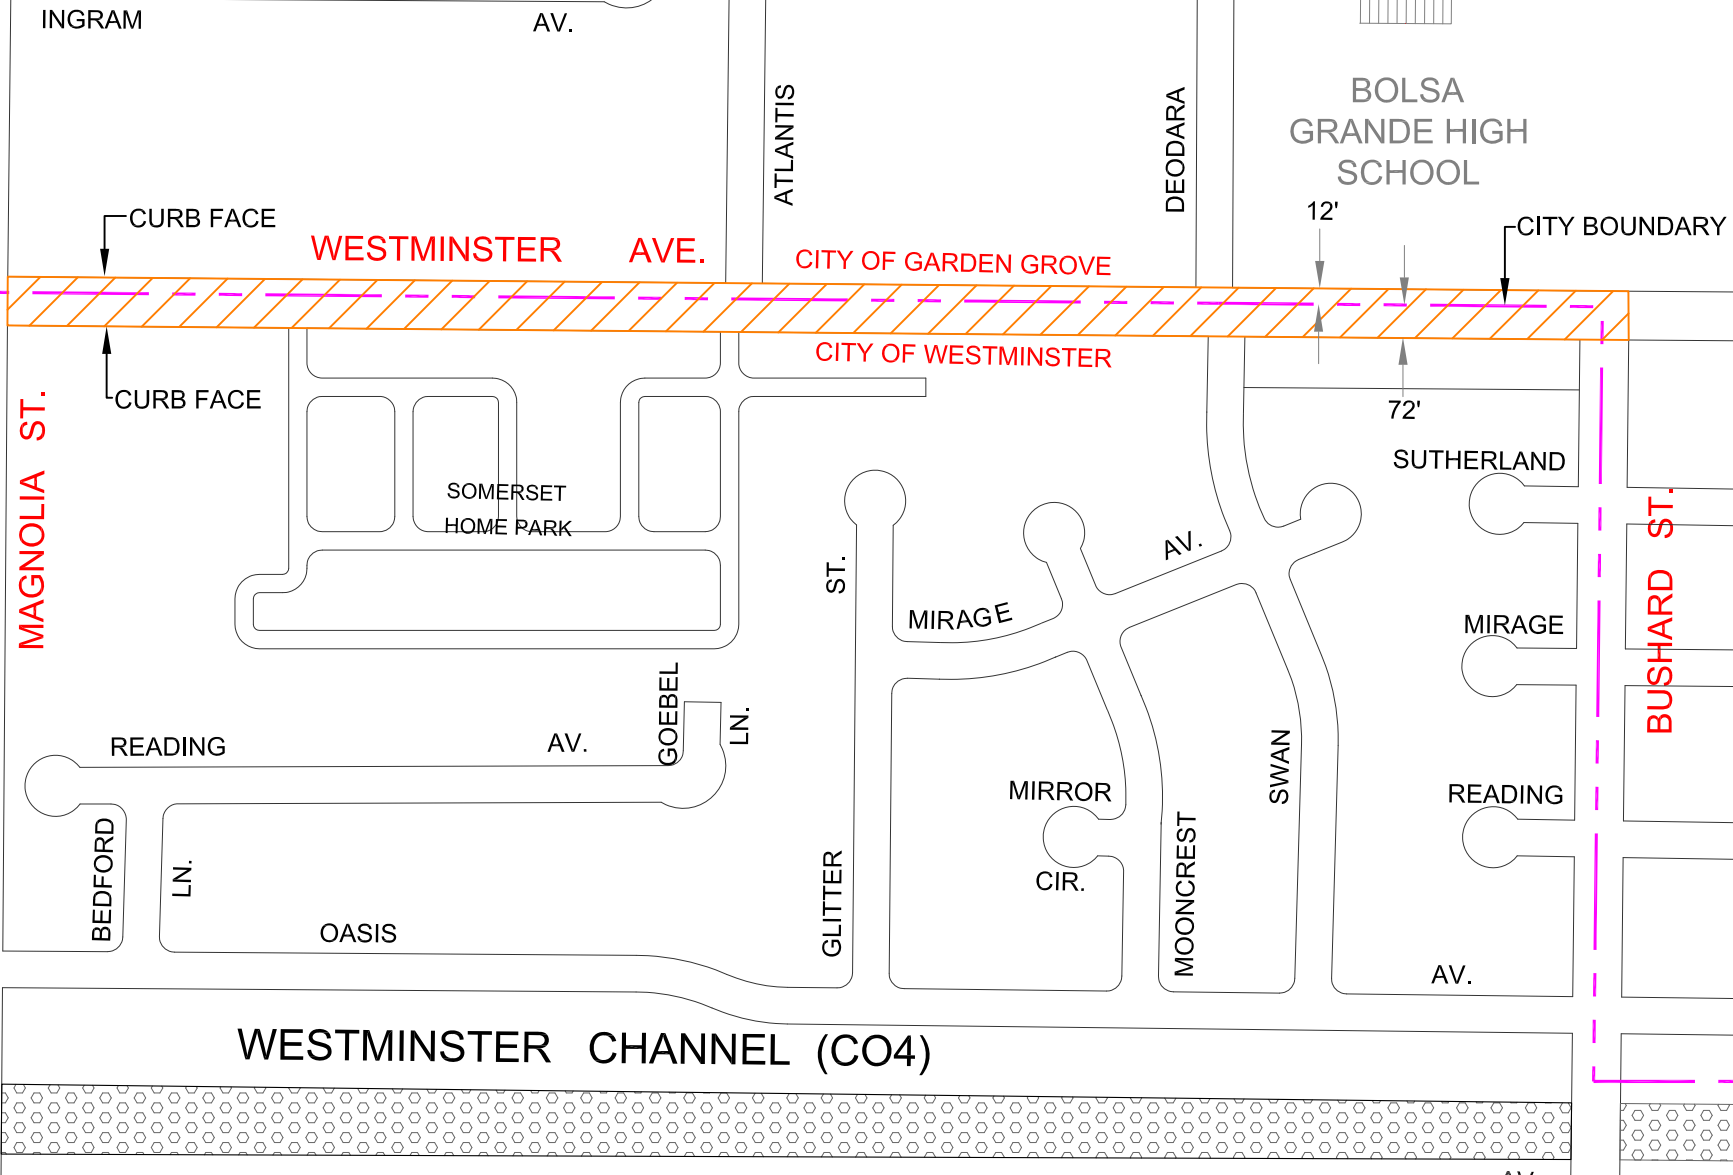 INGRAM AV.
ATLANTIS
DEODARA
BOLSA
GRANDE HIGH
SCHOOL
CURB FACE
12'
CITY BOUNDARY
WESTMINSTER AVE.
CITY OF GARDEN GROVE
CITY OF WESTMINSTER
CURB FACE
72'
MAGNOLIA ST.
SUTHERLAND
SOMERSET
HOME PARK
BUSHARD ST.
MIRAGE AV.
MIRAGE
GLITTER ST.
GOEBEL LN.
READING AV.
SWAN
MIRROR
CIR.
READING
BEDFORD LN.
MOONCREST
OASIS AV.
WESTMINSTER CHANNEL (CO4)